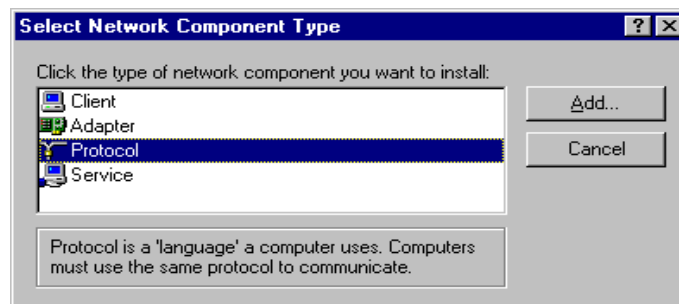 Select Network Component Type
Click the type of network component you want to install:
Client
Adapter
Protocol
Service
Add...
Cancel
Protocol is a 'language' a computer uses. Computers
must use the same protocol to communicate.